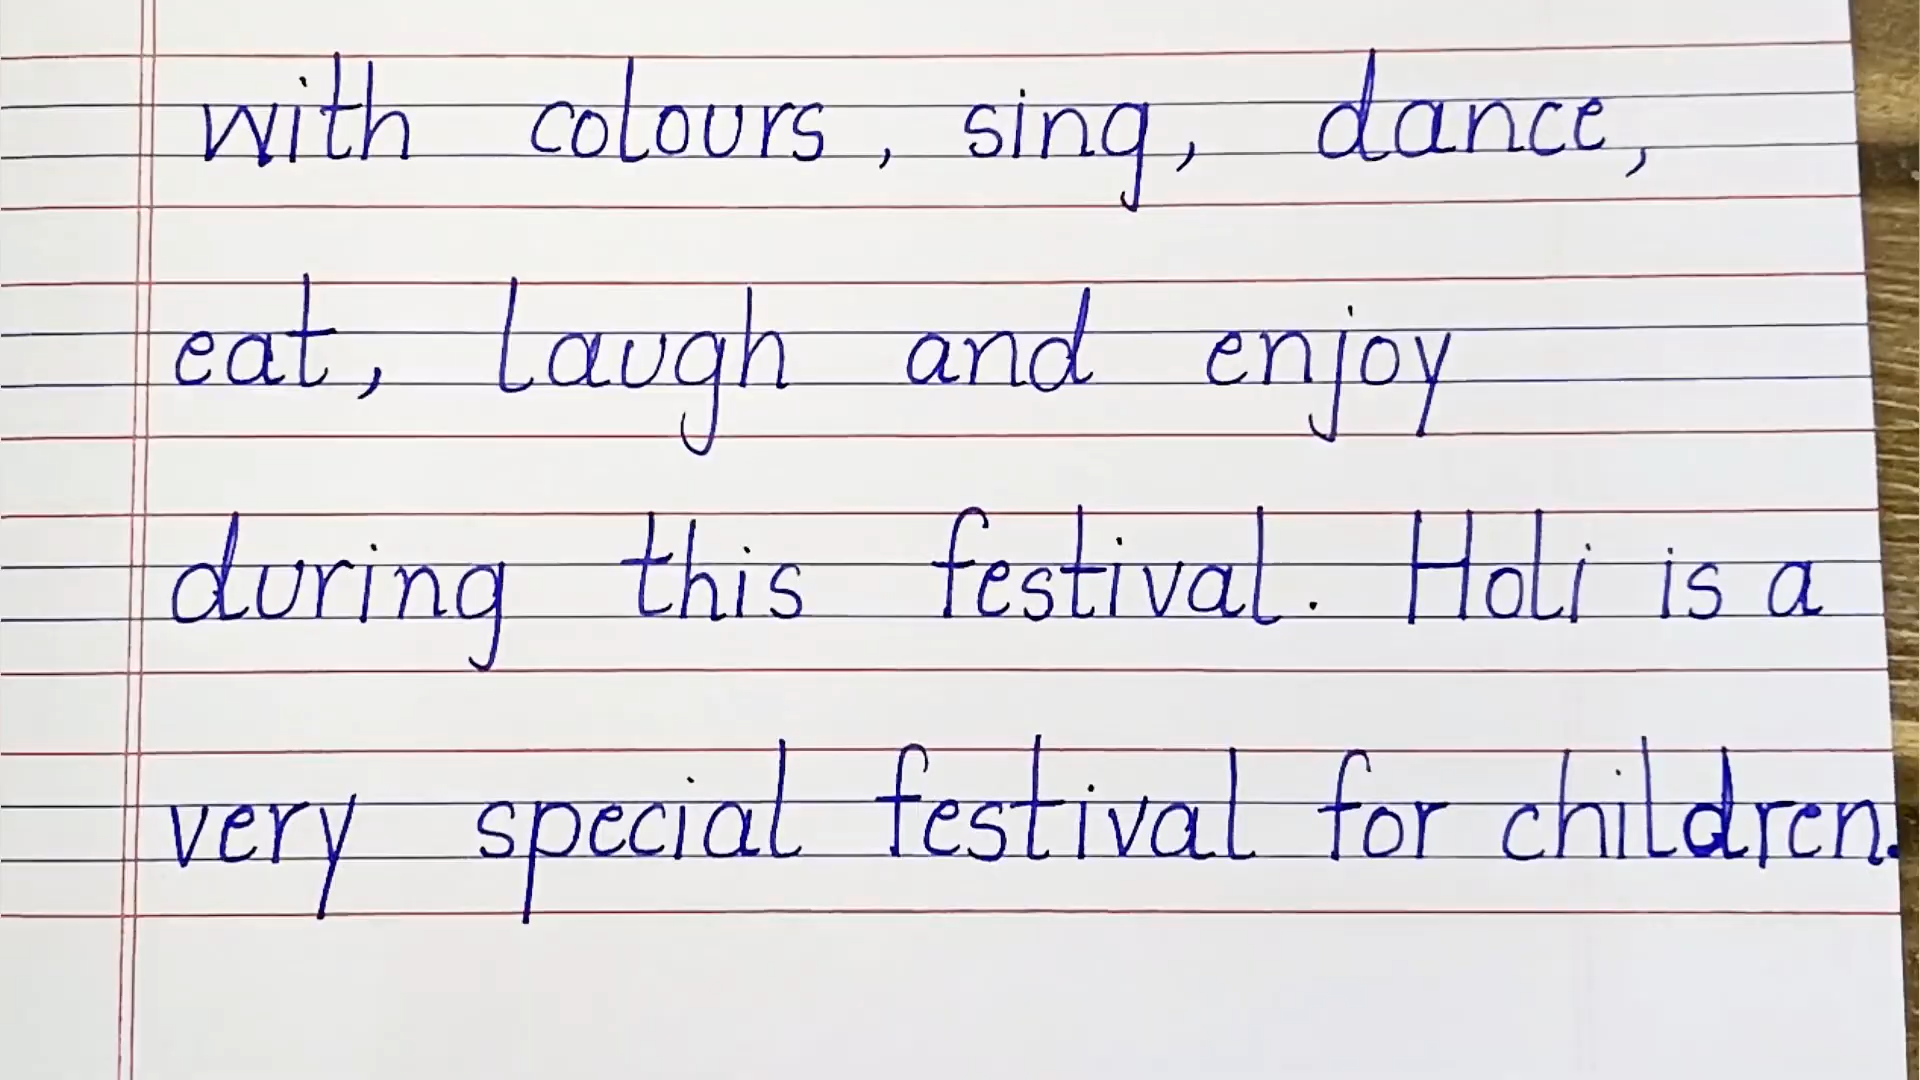 with colours, sing, dance,
eat, laugh and enjoy
during this festival. Holi is a
very special festival for children.